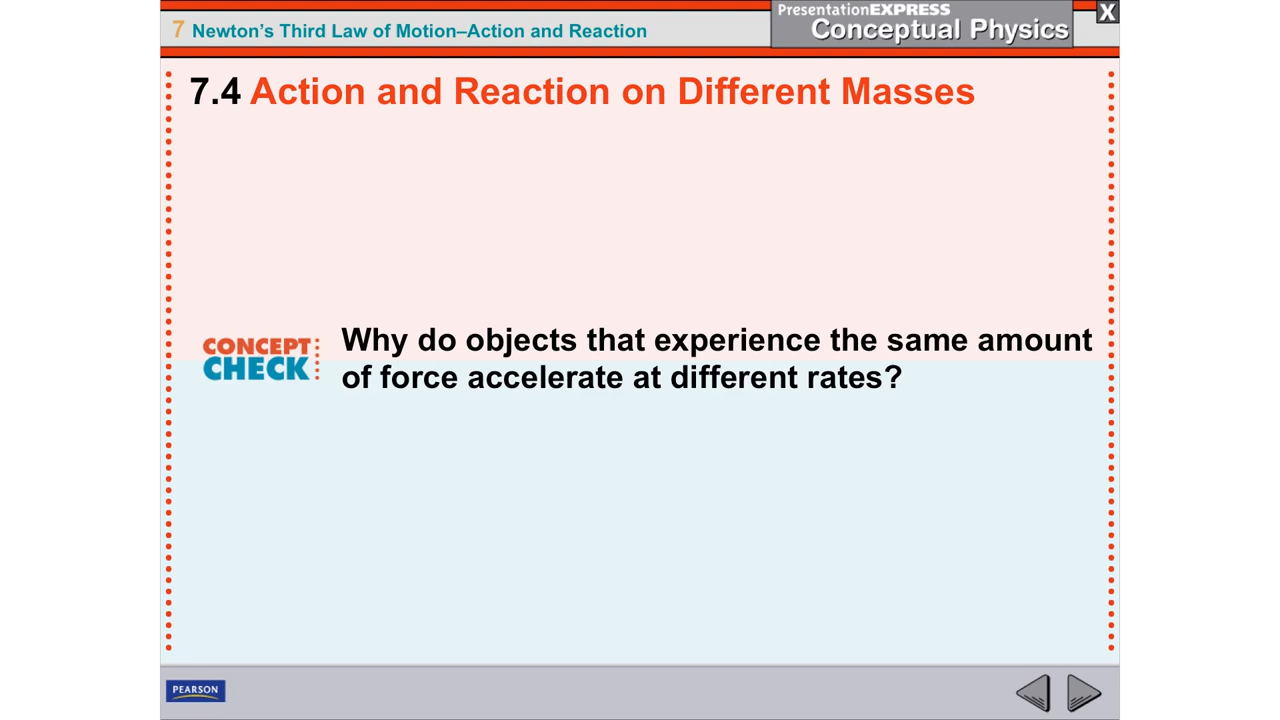 PresentationEXPRESS
X
7 Newton's Third Law of Motion–Action and Reaction
Conceptual Physics
7.4 Action and Reaction on Different Masses
CONCEPT
CHECK
Why do objects that experience the same amount
of force accelerate at different rates?
PEARSON